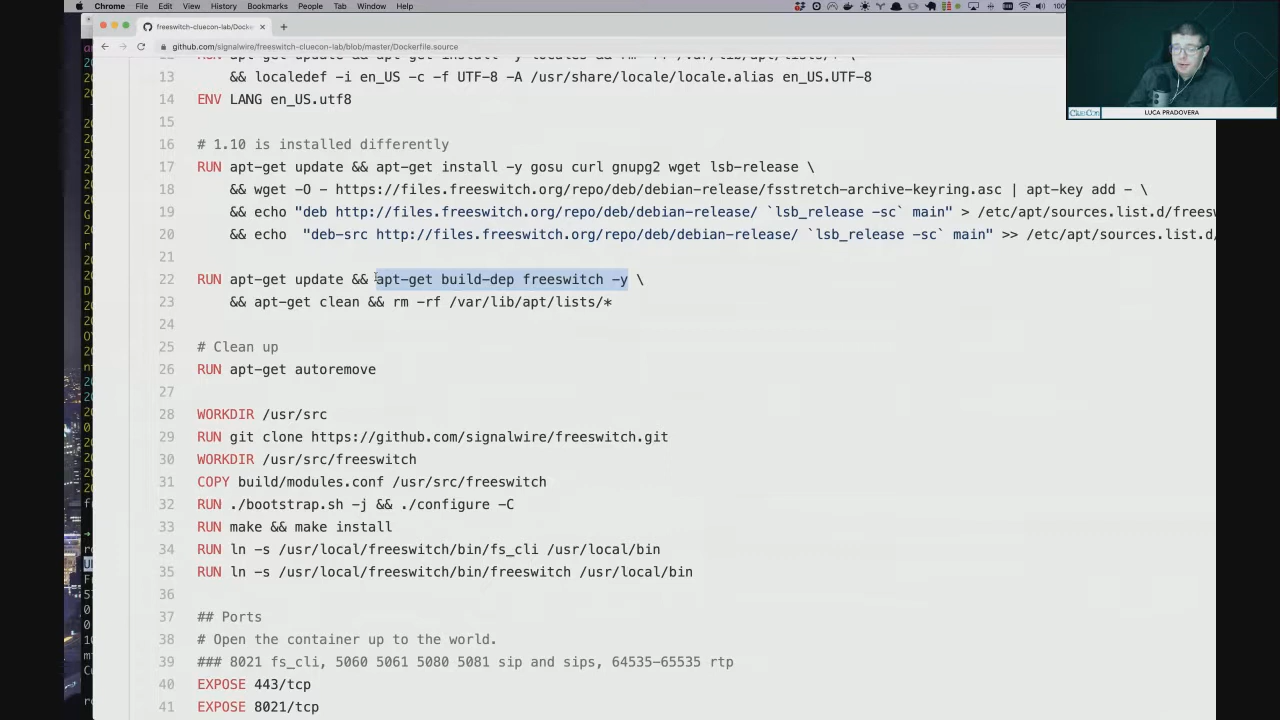 Chrome File Edit View History Bookmarks People Tab Window Help
freeswitch-cluecon-lab/Docke
github.com/signalwire/freeswitch-cluecon-lab/blob/master/Dockerfile.source
13 && localedef -i en_US -c -f UTF-8 -A /usr/share/locale/locale.alias en_US.UTF-8
14 ENV LANG en_US.utf8
15
16 # 1.10 is installed differently
17 RUN apt-get update && apt-get install -y gosu curl gnupg2 wget lsb-release \
18 && wget -O - https://files.freeswitch.org/repo/deb/debian-release/fsstretch-archive-keyring.asc | apt-key add - \
19 && echo "deb http://files.freeswitch.org/repo/deb/debian-release/ `lsb_release -sc` main" > /etc/apt/sources.list.d/freesw
20 && echo "deb-src http://files.freeswitch.org/repo/deb/debian-release/ `lsb_release -sc` main" >> /etc/apt/sources.list.d/
21
22 RUN apt-get update && apt-get build-dep freeswitch -y \
23 && apt-get clean && rm -rf /var/lib/apt/lists/*
24
25 # Clean up
26 RUN apt-get autoremove
27
28 WORKDIR /usr/src
29 RUN git clone https://github.com/signalwire/freeswitch.git
30 WORKDIR /usr/src/freeswitch
31 COPY build/modules.conf /usr/src/freeswitch
32 RUN ./bootstrap.sh -j && ./configure -C
33 RUN make && make install
34 RUN ln -s /usr/local/freeswitch/bin/fs_cli /usr/local/bin
35 RUN ln -s /usr/local/freeswitch/bin/freeswitch /usr/local/bin
36
37 ## Ports
38 # Open the container up to the world.
39 ### 8021 fs_cli, 5060 5061 5080 5081 sip and sips, 64535-65535 rtp
40 EXPOSE 443/tcp
41 EXPOSE 8021/tcp
100%
ClueCon
LUCA PRADOVERA